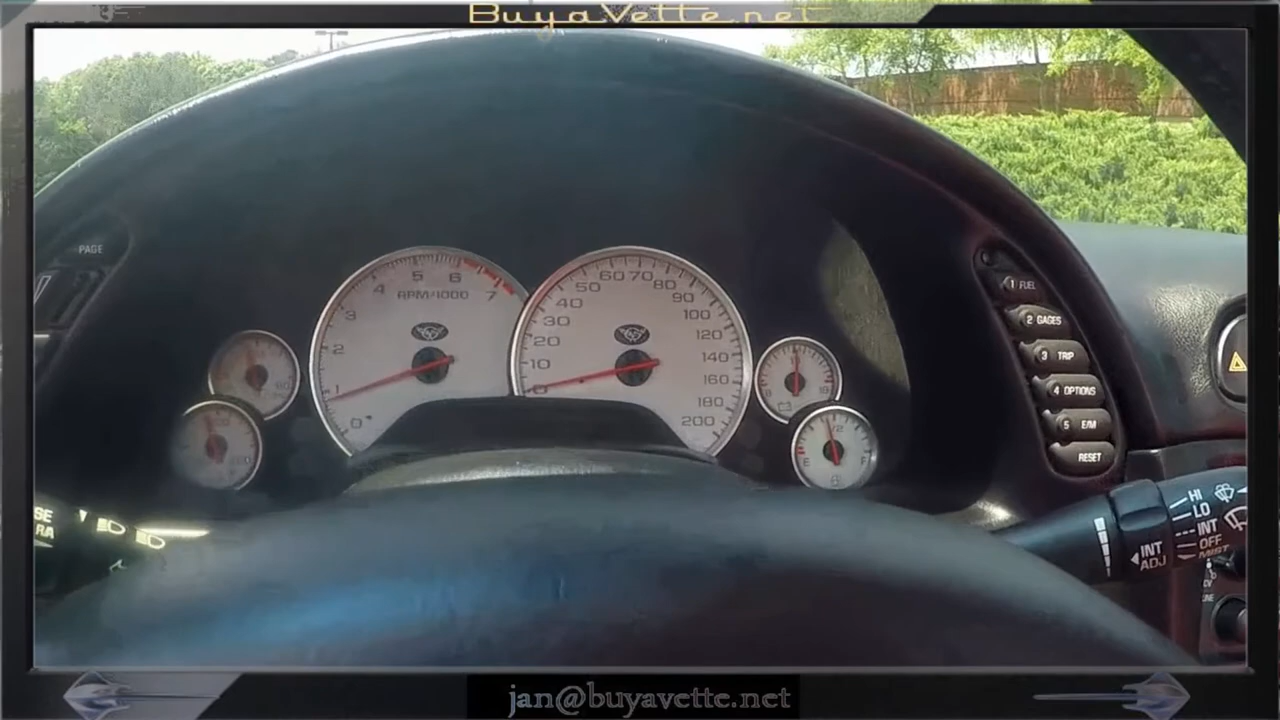 BuyaVette.net
PAGE
5
4
6
RPM/1000
7
3
2
1
0
60
70
50
80
40
90
30
100
20
120
10
140
0
160
180
200
1 FUEL
2 GAGES
3 TRIP
4 OPTIONS
5 E/M
RESET
SE
RA
HI
LO
INT
OFF
MIST
INT
ADJ
jan@buyavette.net